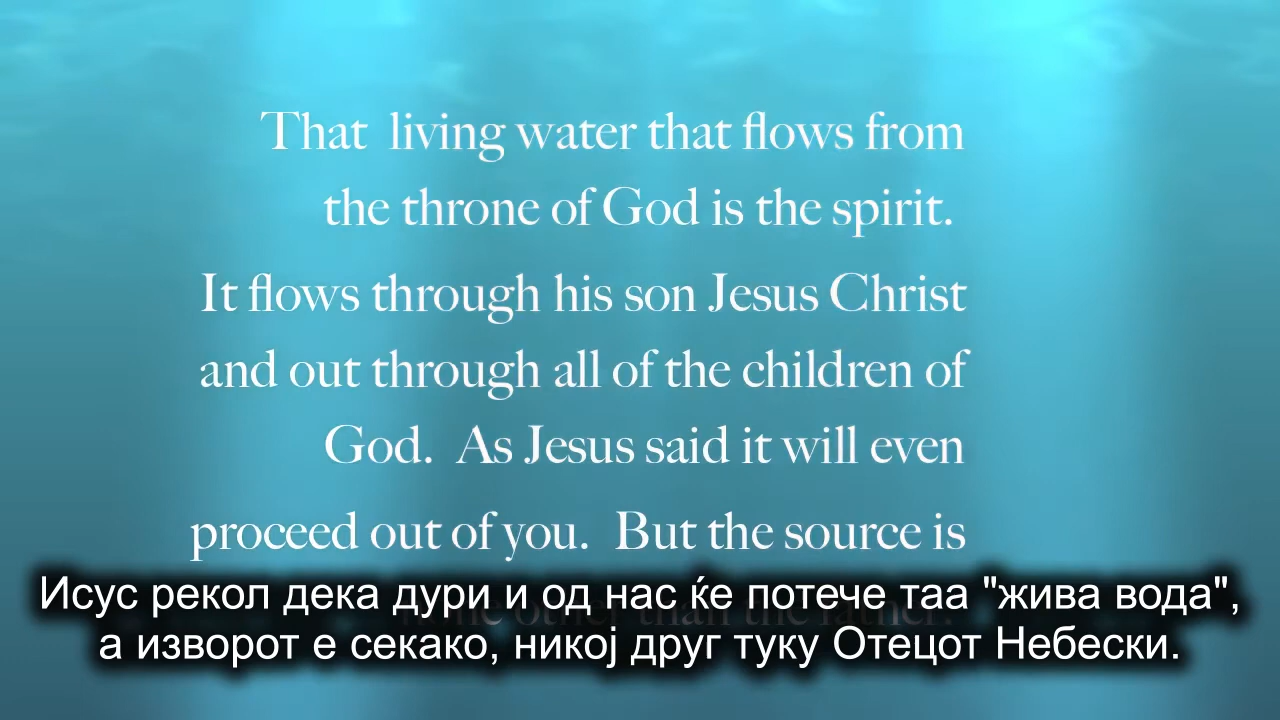 That living water that flows from
the throne of God is the spirit.
It flows through his son Jesus Christ
and out through all of the children of
God. As Jesus said it will even
proceed out of you. But the source is
other than the father.
Исус рекол дека дури и од нас ќе потече таа "жива вода",
а изворот е секако, никој друг туку Отецот Небески.